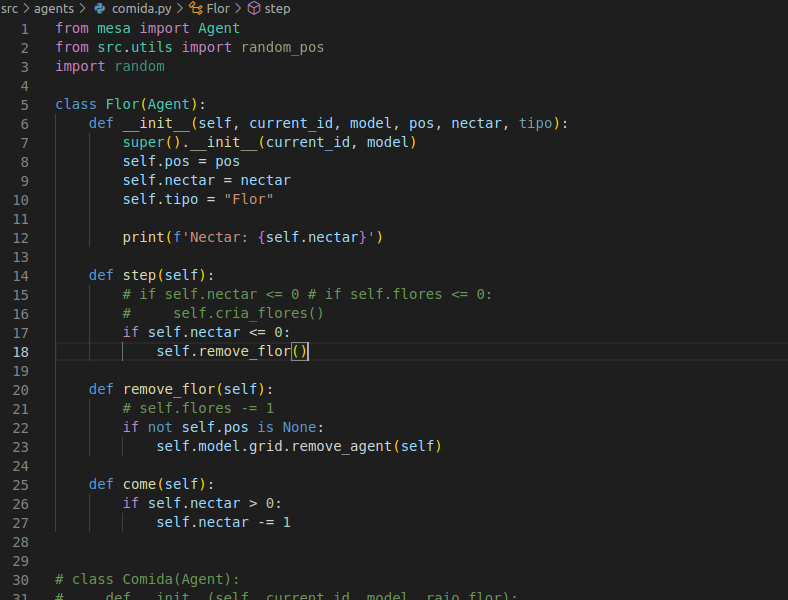 src > agents > comida.py > Flor > step
1 from mesa import Agent
2 from src.utils import random_pos
3 import random
4
5 class Flor(Agent):
6     def __init__(self, current_id, model, pos, nectar, tipo):
7         super().__init__(current_id, model)
8         self.pos = pos
9         self.nectar = nectar
10         self.tipo = "Flor"
11
12         print(f'Nectar: {self.nectar}')
13
14     def step(self):
15         # if self.nectar <= 0 # if self.flores <= 0:
16         #     self.cria_flores()
17         if self.nectar <= 0:
18             self.remove_flor()
19
20     def remove_flor(self):
21         # self.flores -= 1
22         if not self.pos is None:
23             self.model.grid.remove_agent(self)
24
25     def come(self):
26         if self.nectar > 0:
27             self.nectar -= 1
28
29
30 # class Comida(Agent):
31 #     def __init__(self, current_id, model, raio_flor):